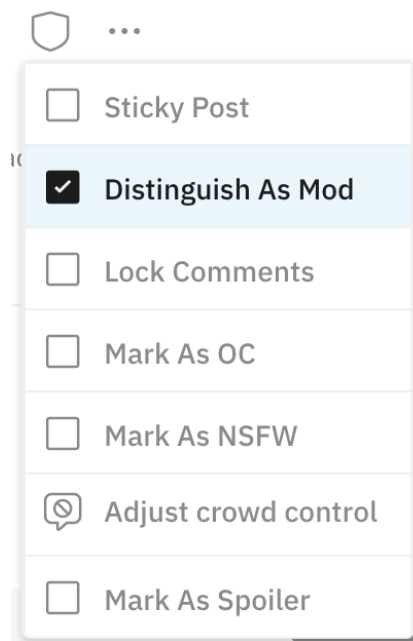 Sticky Post
Distinguish As Mod
Lock Comments
Mark As OC
Mark As NSFW
Adjust crowd control
Mark As Spoiler